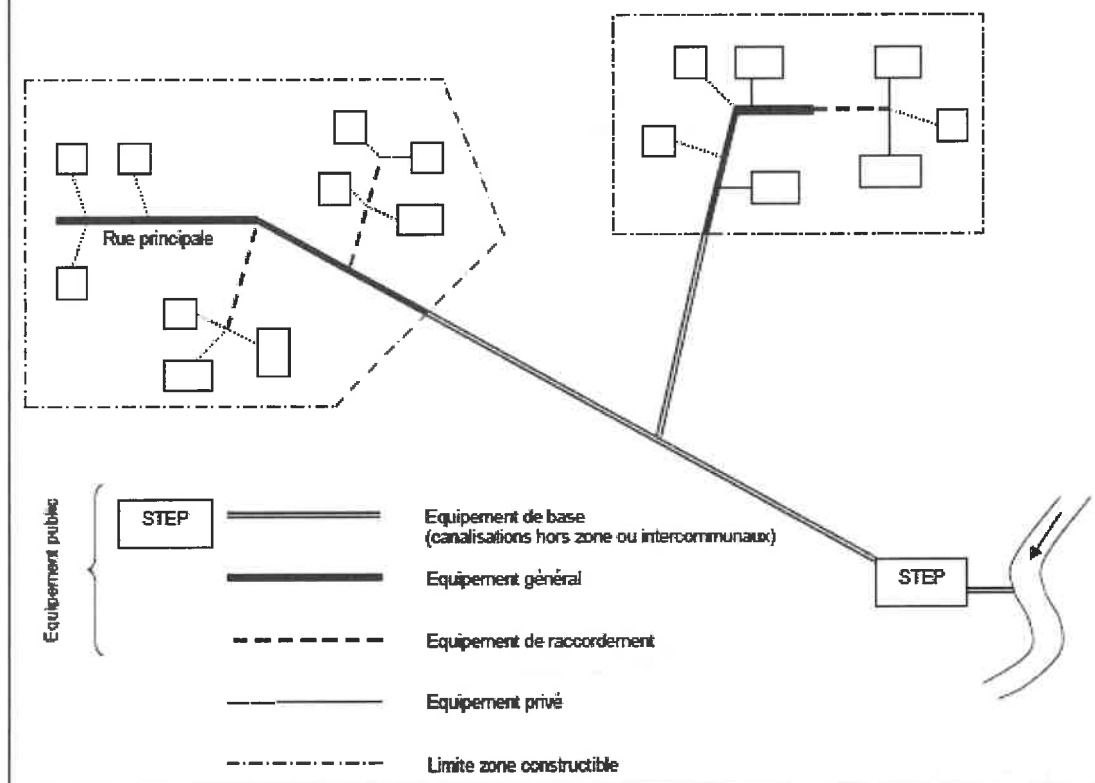 Rue principale
Equipement public
STEP
Equipement de base
(canalisations hors zone ou intercommunaux)
STEP
Equipement général
Equipement de raccordement
Equipement privé
Limite zone constructible